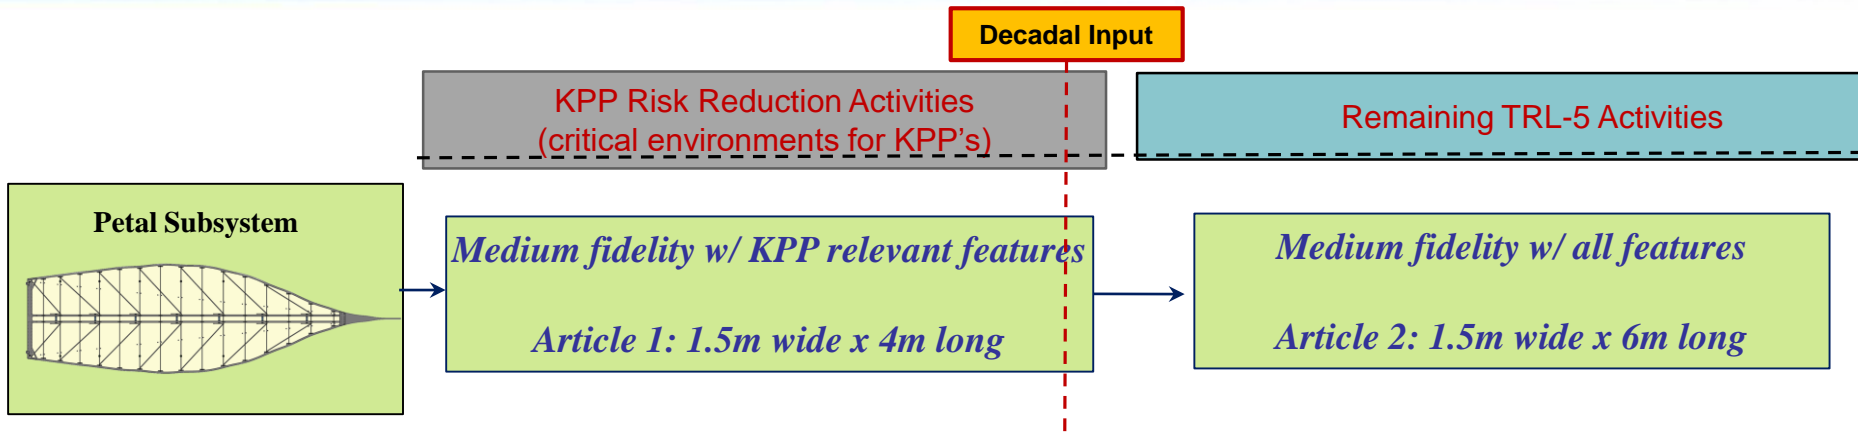 Decadal Input
KPP Risk Reduction Activities
(critical environments for KPP's)
Remaining TRL-5 Activities
Petal Subsystem
Medium fidelity w/ KPP relevant features
Article 1: 1.5m wide x 4m long
Medium fidelity w/ all features
Article 2: 1.5m wide x 6m long